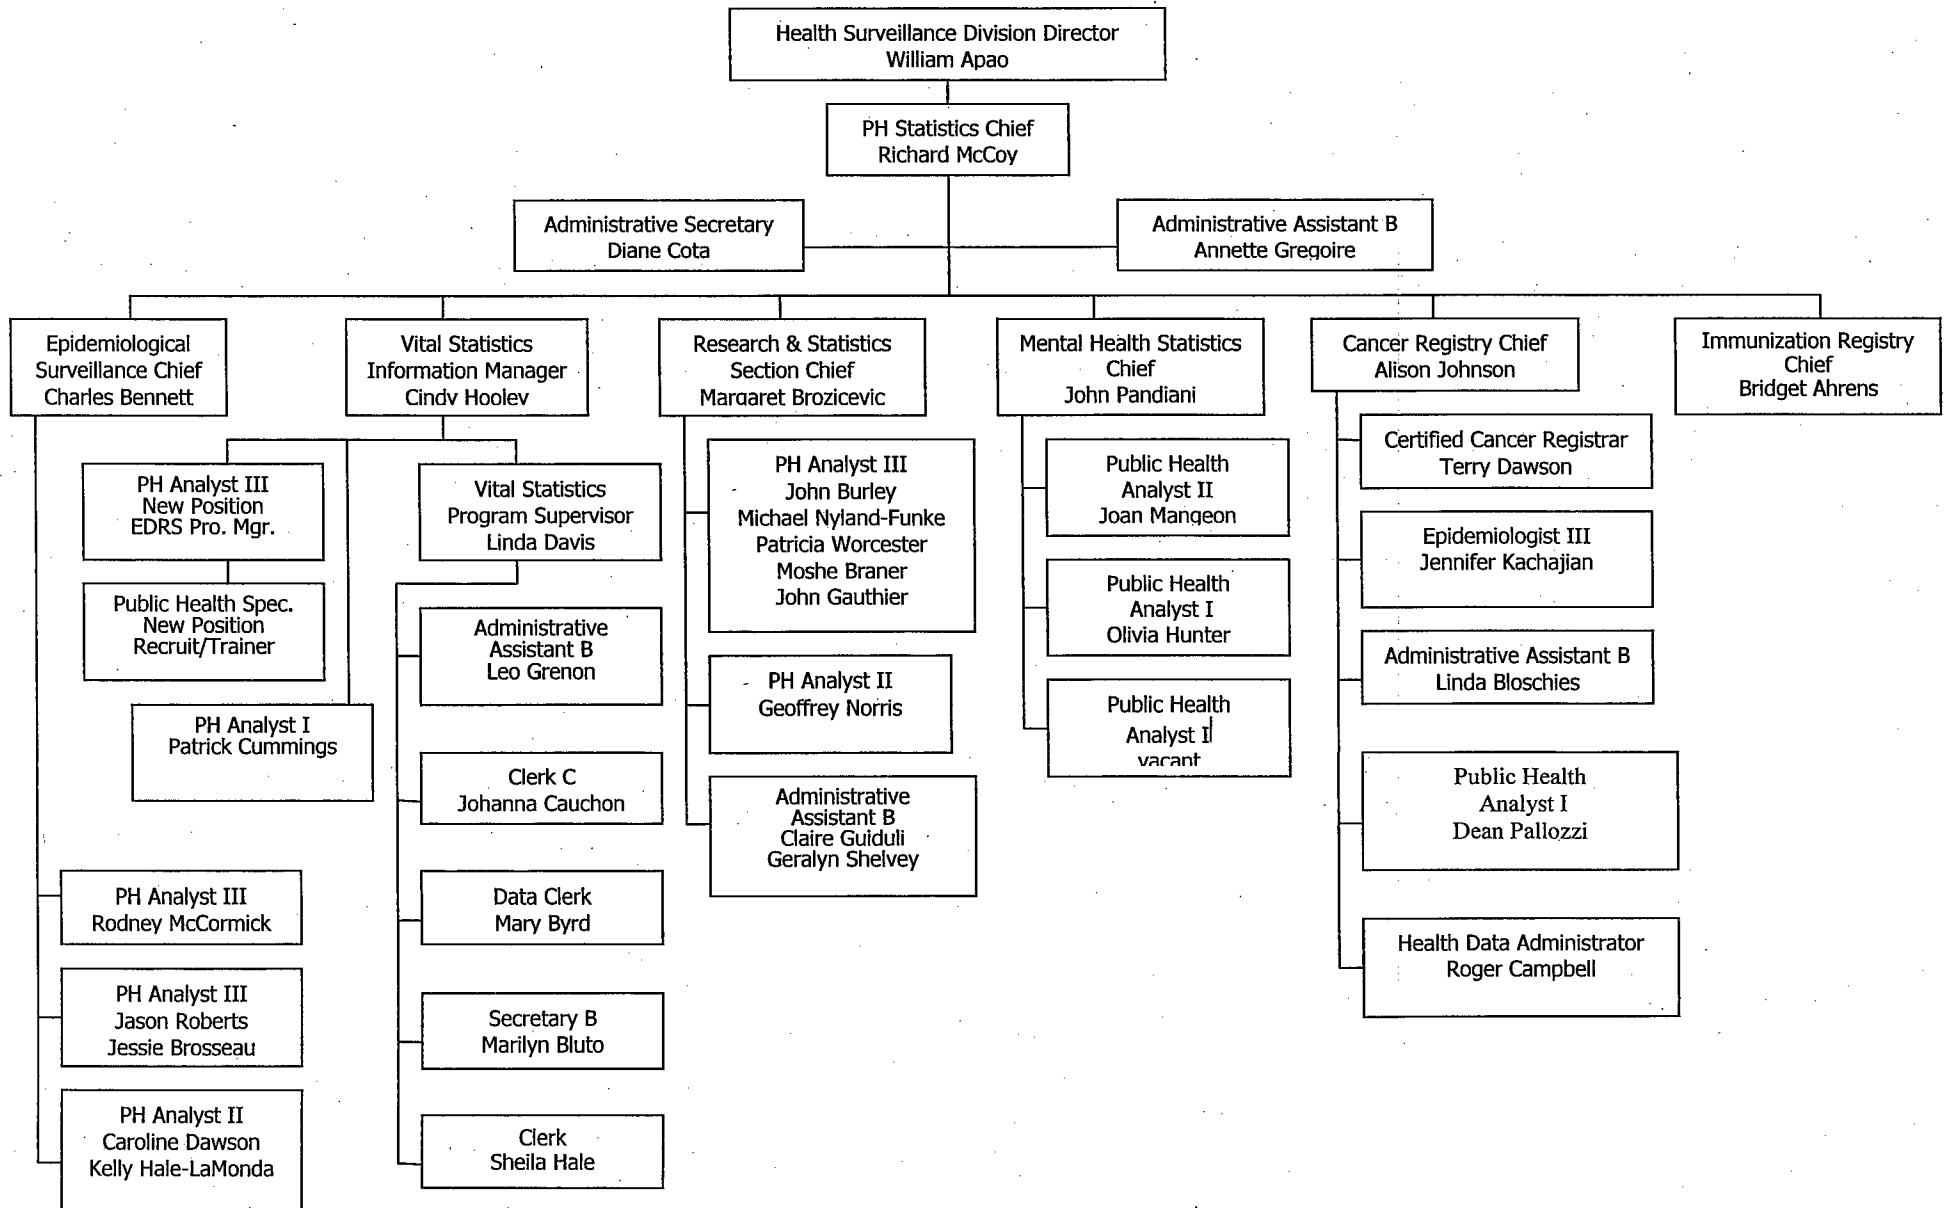 Health Surveillance Division Director
William Apao
PH Statistics Chief
Richard McCoy
Administrative Secretary
Diane Cota
Administrative Assistant B
Annette Gregoire
Epidemiological
Surveillance Chief
Charles Bennett
Vital Statistics
Information Manager
Cindy Hooley
Research & Statistics
Section Chief
Margaret Brozicevic
Mental Health Statistics
Chief
John Pandiani
Cancer Registry Chief
Alison Johnson
Immunization Registry
Chief
Bridget Ahrens
PH Analyst III
New Position
EDRS Pro. Mgr.
Public Health Spec.
New Position
Recruit/Trainer
PH Analyst I
Patrick Cummings
PH Analyst III
Rodney McCormick
PH Analyst III
Jason Roberts
Jessie Brosseau
PH Analyst II
Caroline Dawson
Kelly Hale-LaMonda
Vital Statistics
Program Supervisor
Linda Davis
Administrative
Assistant B
Leo Grenon
Clerk C
Johanna Cauchon
Data Clerk
Mary Byrd
Secretary B
Marilyn Bluto
Clerk
Sheila Hale
PH Analyst III
John Burley
Michael Nyland-Funke
Patricia Worcester
Moshe Braner
John Gauthier
PH Analyst II
Geoffrey Norris
Administrative
Assistant B
Claire Guiduli
Geralyn Shelvey
Public Health
Analyst II
Joan Mangeon
Public Health
Analyst I
Olivia Hunter
Public Health
Analyst I
vacant
Certified Cancer Registrar
Terry Dawson
Epidemiologist III
Jennifer Kachajian
Administrative Assistant B
Linda Bloschies
Public Health
Analyst I
Dean Pallozzi
Health Data Administrator
Roger Campbell